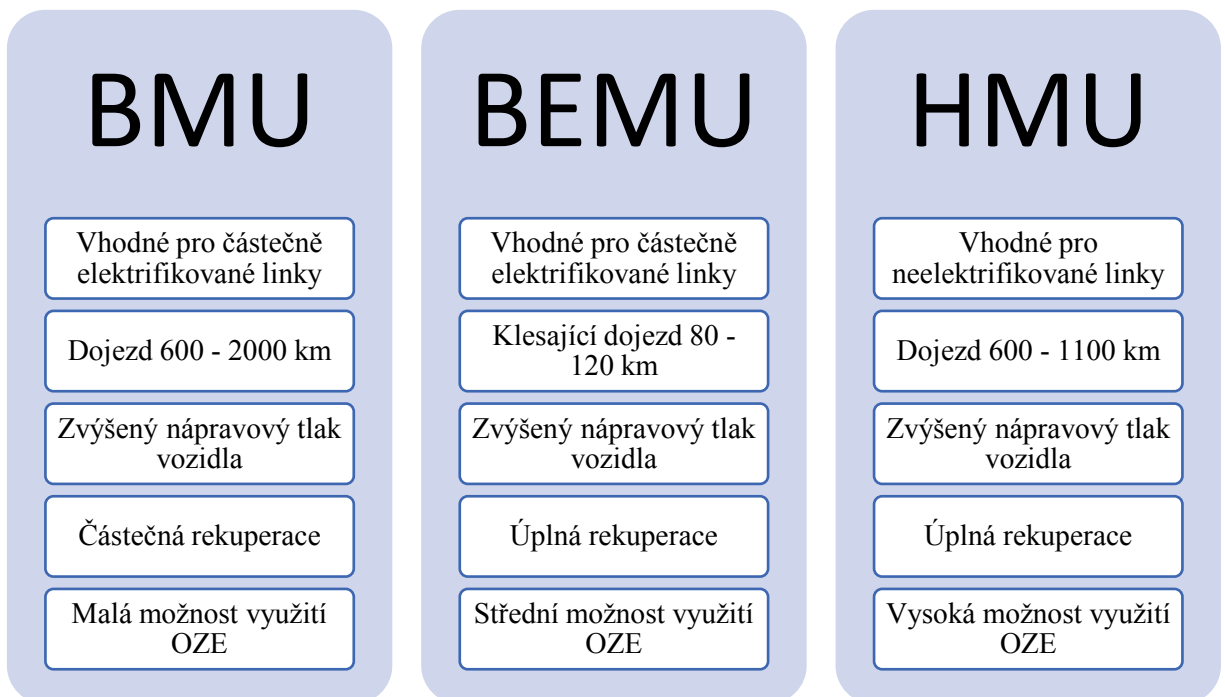 BMU
Vhodné pro částečně
elektrifikované linky
Dojezd 600 - 2000 km
Zvýšený nápravový tlak
vozidla
Částečná rekuperace
Malá možnost využití
OZE
BEMU
Vhodné pro částečně
elektrifikované linky
Klesající dojezd 80 -
120 km
Zvýšený nápravový tlak
vozidla
Úplná rekuperace
Střední možnost využití
OZE
HMU
Vhodné pro
neelektrifikované linky
Dojezd 600 - 1100 km
Zvýšený nápravový tlak
vozidla
Úplná rekuperace
Vysoká možnost využití
OZE